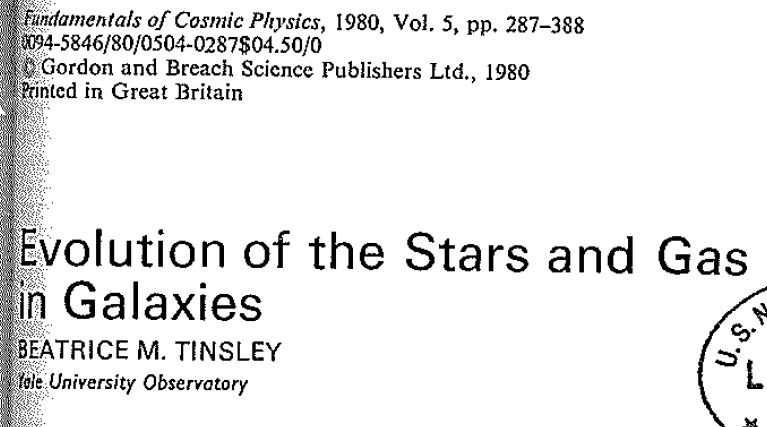 Fundamentals of Cosmic Physics, 1980, Vol. 5, pp. 287–388
0094-5846/80/0504-0287$04.50/0
© Gordon and Breach Science Publishers Ltd., 1980
Printed in Great Britain
Evolution of the Stars and Gas
in Galaxies
BEATRICE M. TINSLEY
Yale University Observatory
U.S.N
L